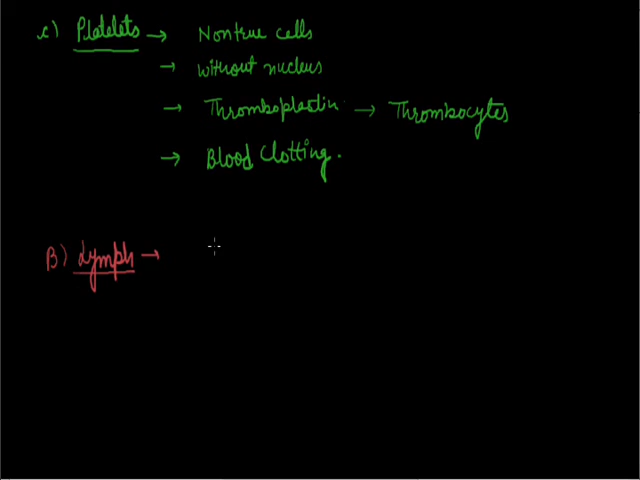 c) Platelets → Nontrue cells
→ without nucleus
→ Thromboplastin → Thrombocytes
→ Blood Clotting.
B) Lymph →